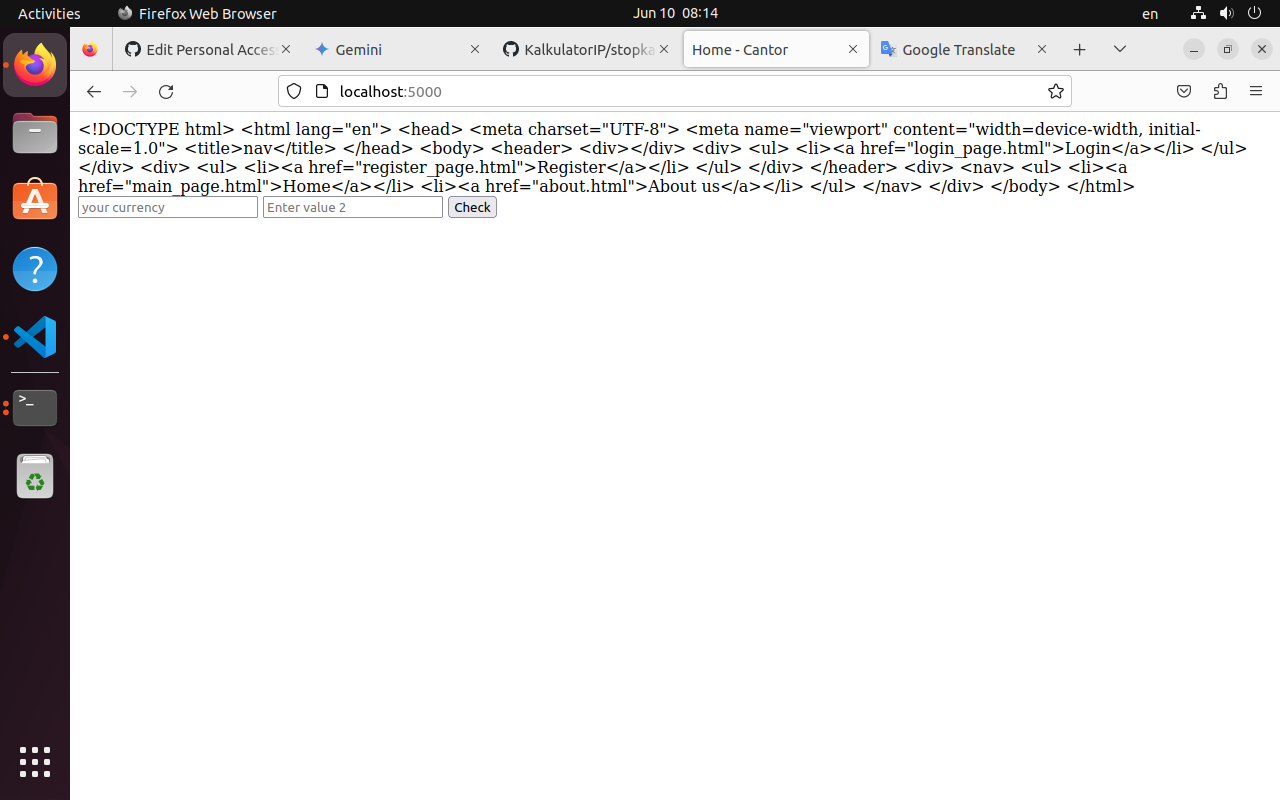 Activities
Firefox Web Browser
Jun 10 08:14
en
Edit Personal Acces
Gemini
KalkulatorIP/stopka
Home - Cantor
Google Translate
localhost:5000
<!DOCTYPE html> <html lang="en"> <head> <meta charset="UTF-8"> <meta name="viewport" content="width=device-width, initial-
scale=1.0"> <title>nav</title> </head> <body> <header> <div></div> <div> <ul> <li><a href="login_page.html">Login</a></li> </ul>
</div> <div> <ul> <li><a href="register_page.html">Register</a></li> </ul> </div> </header> <div> <nav> <ul> <li><a
href="main_page.html">Home</a></li> <li><a href="about.html">About us</a></li> </ul> </nav> </div> </body> </html>
your currency
Enter value 2
Check